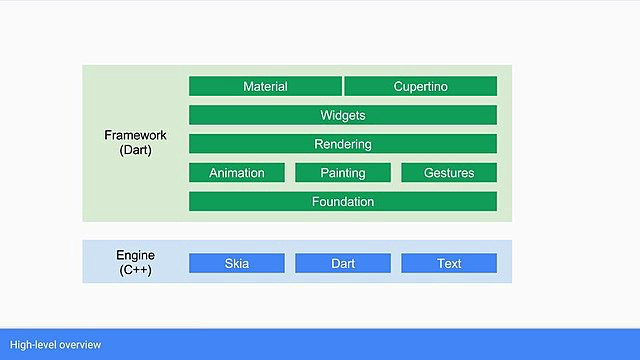 Material
Cupertino
Widgets
Framework
(Dart)
Rendering
Animation
Painting
Gestures
Foundation
Engine
(C++)
Skia
Dart
Text
High-level overview